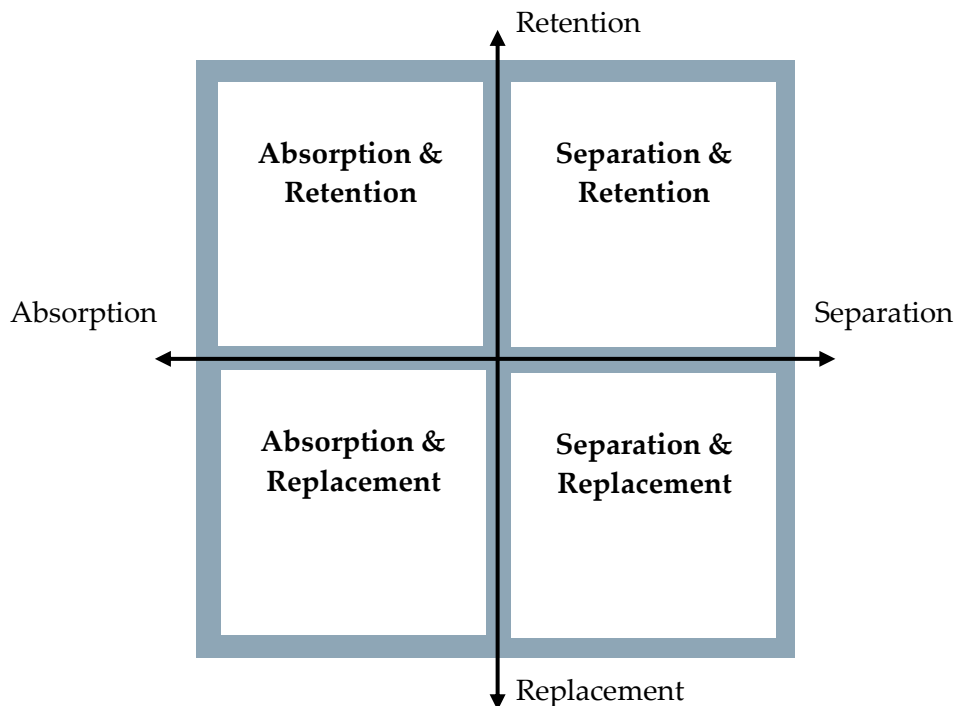 Retention
Absorption &
Retention
Separation &
Retention
Absorption
Separation
Absorption &
Replacement
Separation &
Replacement
Replacement